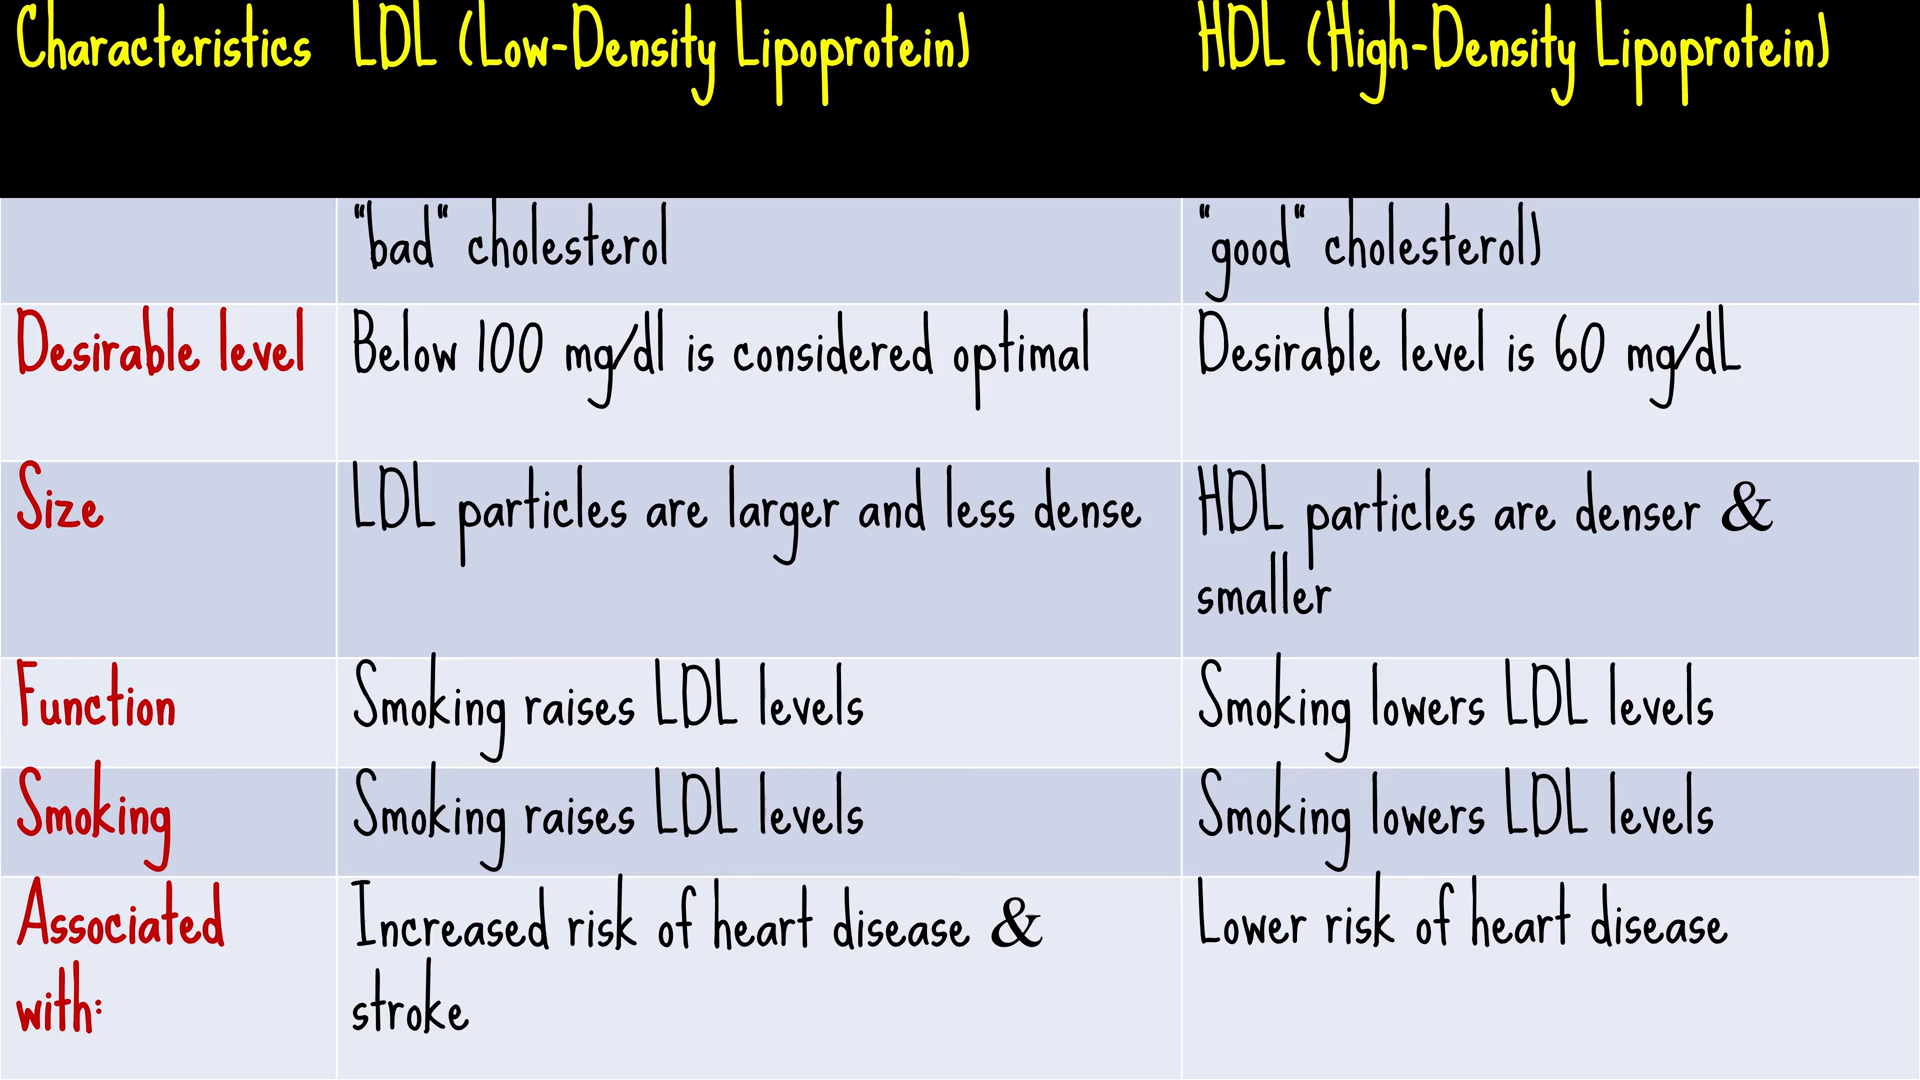 Characteristics LDL (Low-Density Lipoprotein) HDL (High-Density Lipoprotein)
"bad" cholesterol "good" cholesterol)
Desirable level Below 100 mg/dl is considered optimal Desirable level is 60 mg/dL
Size LDL particles are larger and less dense HDL particles are denser &
smaller
Function Smoking raises LDL levels Smoking lowers LDL levels
Smoking Smoking raises LDL levels Smoking lowers LDL levels
Associated Increased risk of heart disease & Lower risk of heart disease
with: stroke